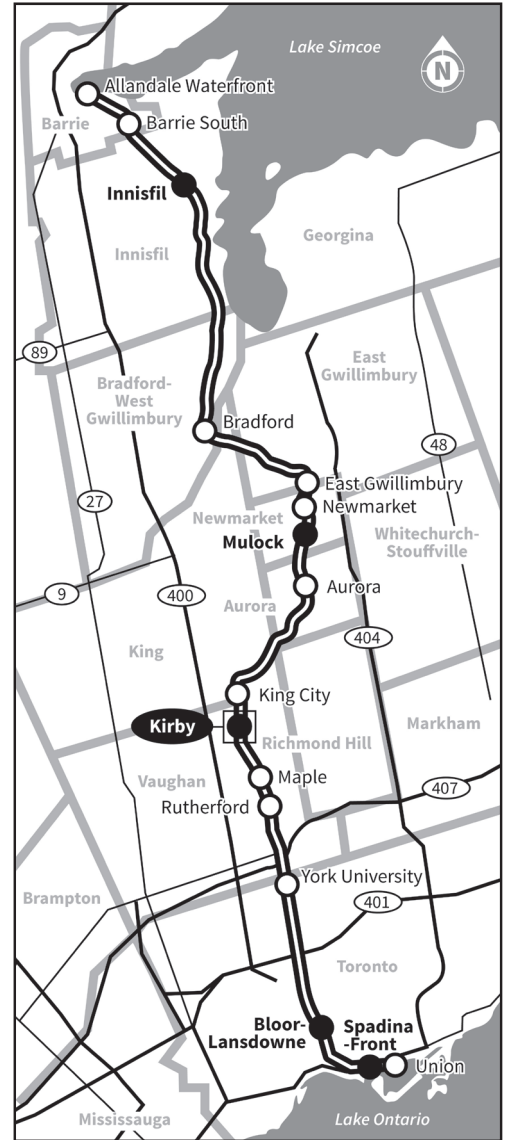 Lake Simcoe
N
Allandale Waterfront
Barrie
Barrie South
Innisfil
Georgina
Innisfil
89
East
Gwillimbury
Bradford-
West
Gwillimbury
Bradford
48
East Gwillimbury
27
Newmarket
Newmarket
Mulock
Whitechurch-
Stouffville
9
400
Aurora
Aurora
404
King
King City
Kirby
Markham
Richmond Hill
Maple
Vaughan
407
Rutherford
York University
Brampton
401
Toronto
Bloor-
Lansdowne
Spadina
-Front
Union
Mississauga
Lake Ontario